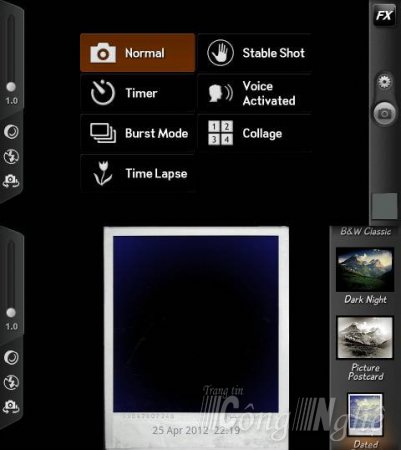 FX
Normal
Stable Shot
Timer
Voice
Activated
1.0
Burst Mode
1 2
3 4
Collage
Time Lapse
B&W Classic
Dark Night
1.0
Picture
Postcard
Trang tin
Công Nghệ
25 Apr 2012 22:19
Dated